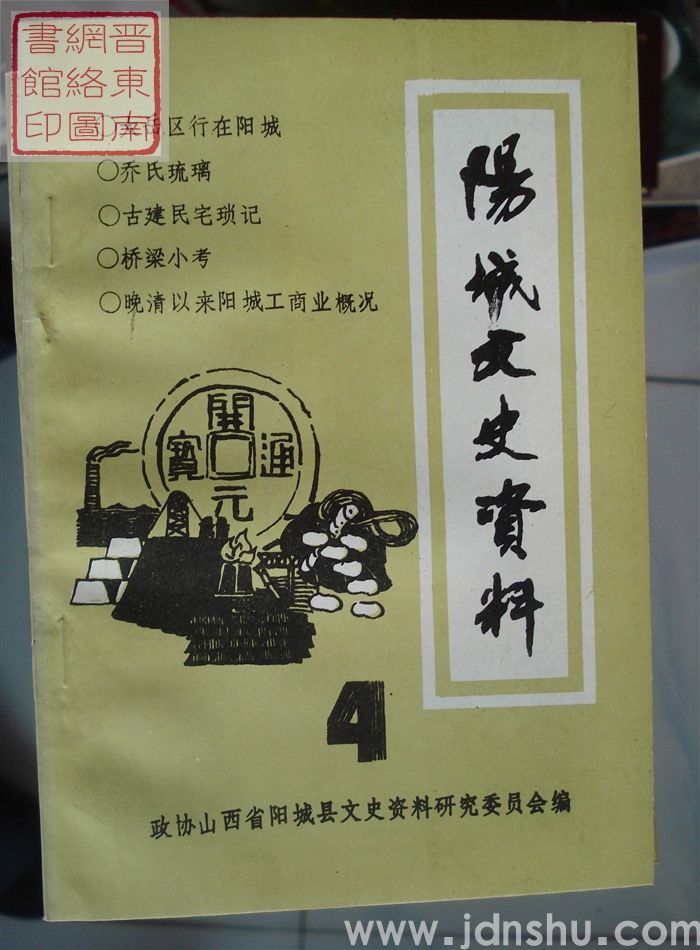 晋東南
網絡圖
書館印
岳区行在阳城
○乔氏琉璃
○古建民宅琐记
○桥梁小考
○晚清以来阳城工商业概况
陽城文史資料
開元通寶
4
政协山西省阳城县文史资料研究委员会编
www.jdnshu.com